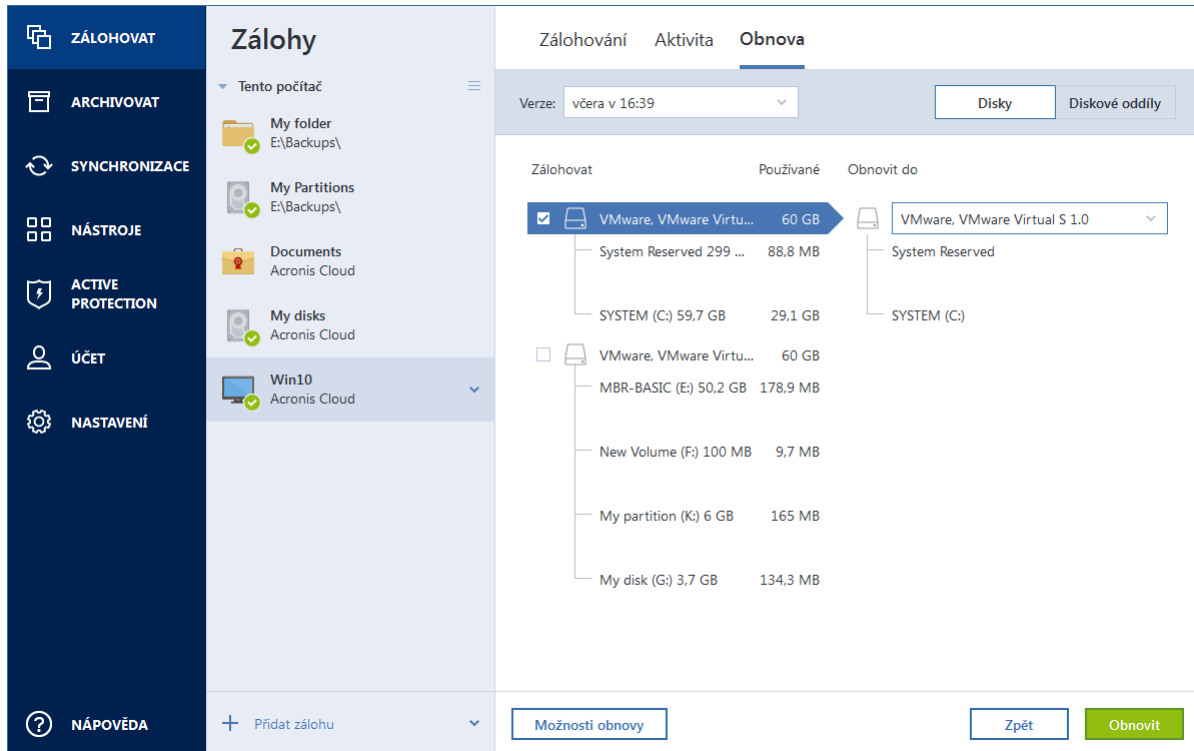 ZÁLOHOVAT
ARCHIVOVAT
SYNCHRONIZACE
NÁSTROJE
ACTIVE
PROTECTION
ÚČET
NASTAVENÍ
NÁPOVĚDA
Zálohy
Tento počítač
My folder
E:\Backups\
My Partitions
E:\Backups\
Documents
Acronis Cloud
My disks
Acronis Cloud
Win10
Acronis Cloud
Přidat zálohu
Zálohování Aktivita Obnova
Verze: včera v 16:39 Disky Diskové oddíly
Zálohovat Používané Obnovit do
VMware, VMware Virtu... 60 GB VMware, VMware Virtual S 1.0
System Reserved 299 ... 88,8 MB System Reserved
SYSTEM (C:) 59,7 GB 29,1 GB SYSTEM (C:)
VMware, VMware Virtu... 60 GB
MBR-BASIC (E:) 50,2 GB 178,9 MB
New Volume (F:) 100 MB 9,7 MB
My partition (K:) 6 GB 165 MB
My disk (G:) 3,7 GB 134,3 MB
Možnosti obnovy Zpět Obnovit